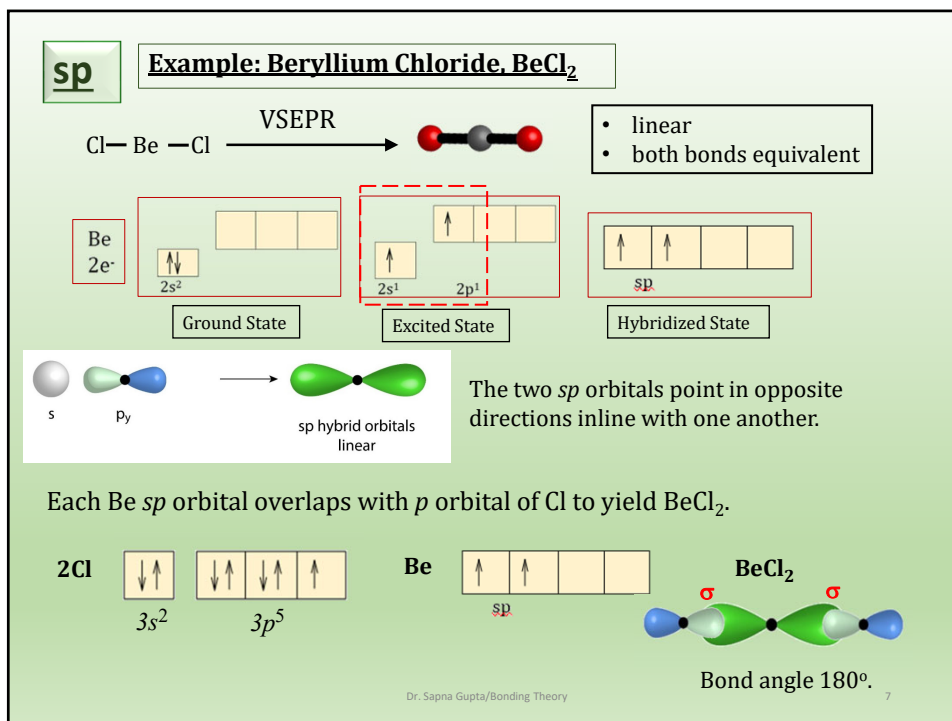 sp
Example: Beryllium Chloride, BeCl₂
VSEPR
Cl — Be — Cl
• linear
• both bonds equivalent
Be
2e⁻
2s²
2s¹ 2p¹
sp
Ground State
Excited State
Hybridized State
s
pᵧ
sp hybrid orbitals
linear
The two sp orbitals point in opposite
directions inline with one another.
Each Be sp orbital overlaps with p orbital of Cl to yield BeCl₂.
2Cl
3s² 3p⁵
Be
sp
BeCl₂
σ σ
Bond angle 180°.
Dr. Sapna Gupta/Bonding Theory
7